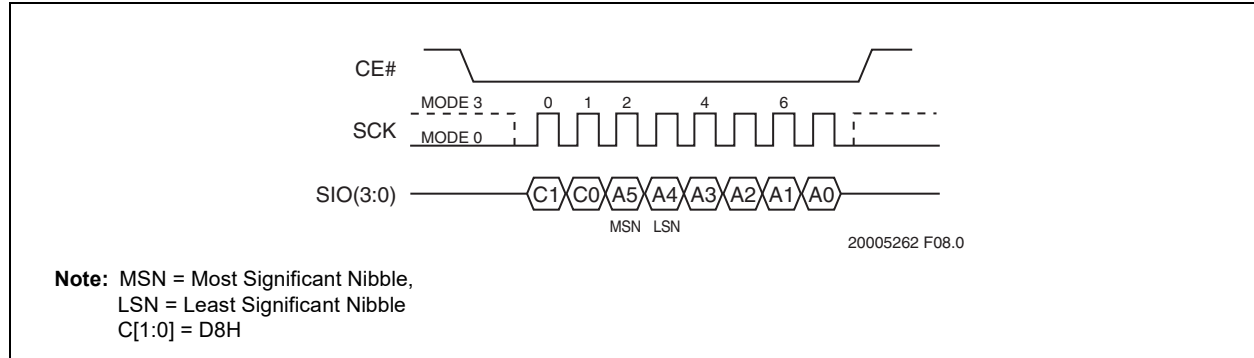 CE#
MODE 3 0 1 2 4 6
SCK
MODE 0
SIO(3:0) C1 C0 A5 A4 A3 A2 A1 A0
MSN LSN
20005262 F08.0
Note: MSN = Most Significant Nibble,
LSN = Least Significant Nibble
C[1:0] = D8H